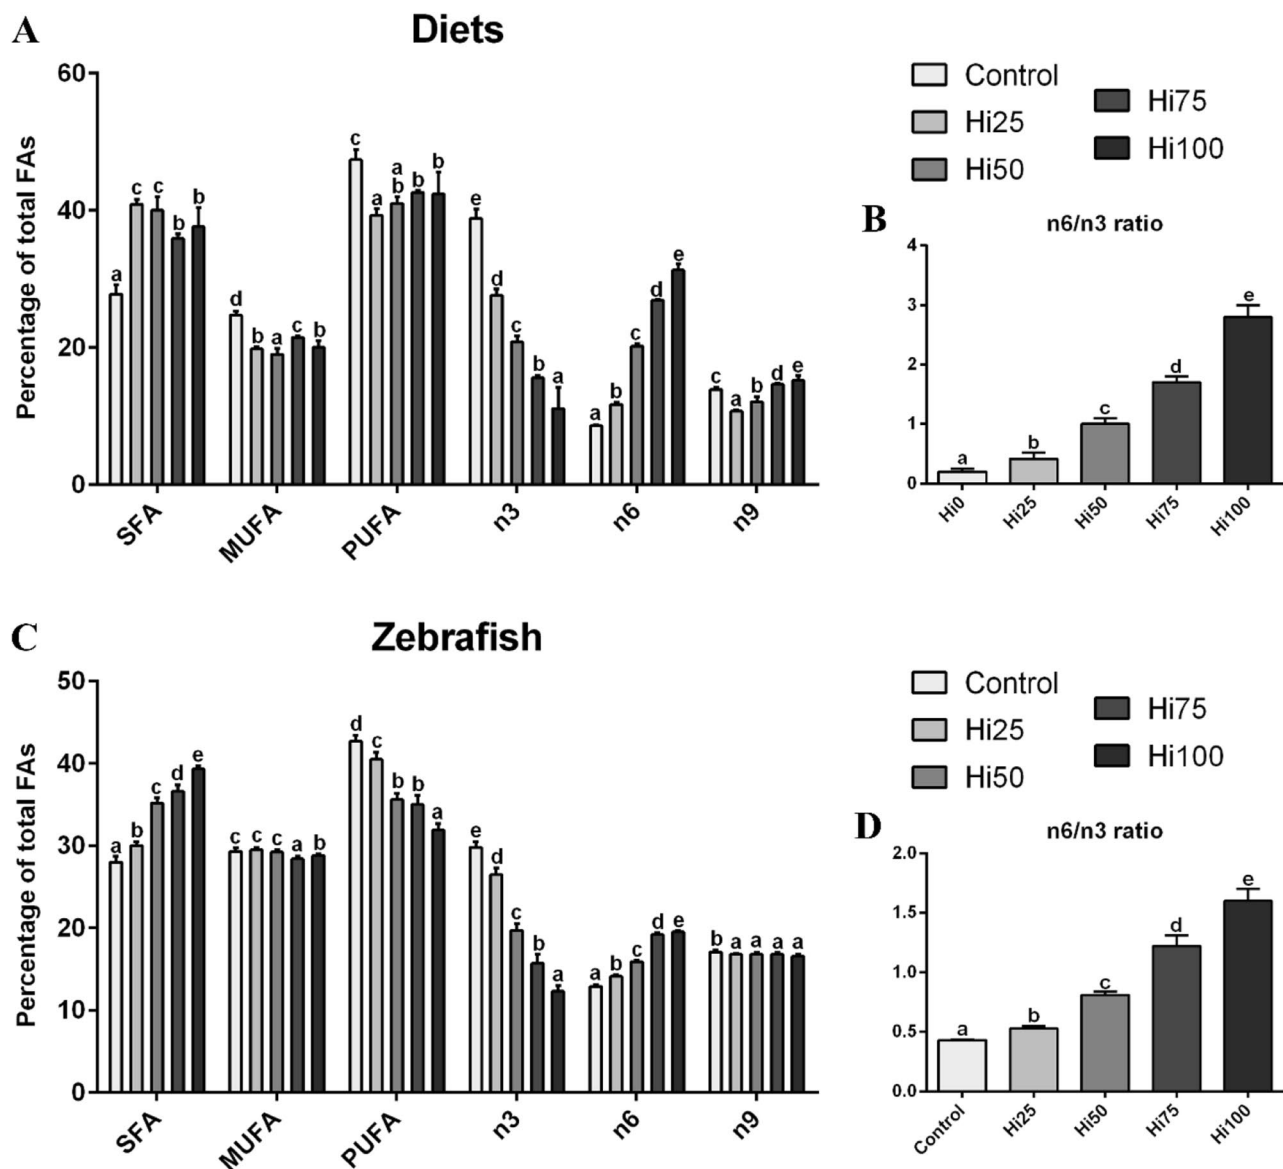 A
Diets
Percentage of total FAs
60
40
20
0
a c c b b
d b a c b
c a a b b b
e d c b a
a b c d e
c a b d e
SFA MUFA PUFA n3 n6 n9
Control
Hi25
Hi50
Hi75
Hi100
B
n6/n3 ratio
4
3
2
1
0
a b c d e
Hi0 Hi25 Hi50 Hi75 Hi100
C
Zebrafish
Percentage of total FAs
50
40
30
20
10
0
a b c d e
c c c a b
d c b b a
e d c b a
a b c d e
b a a a a
SFA MUFA PUFA n3 n6 n9
Control
Hi25
Hi50
Hi75
Hi100
D
n6/n3 ratio
2.0
1.5
1.0
0.5
0.0
a b c d e
Control Hi25 Hi50 Hi75 Hi100